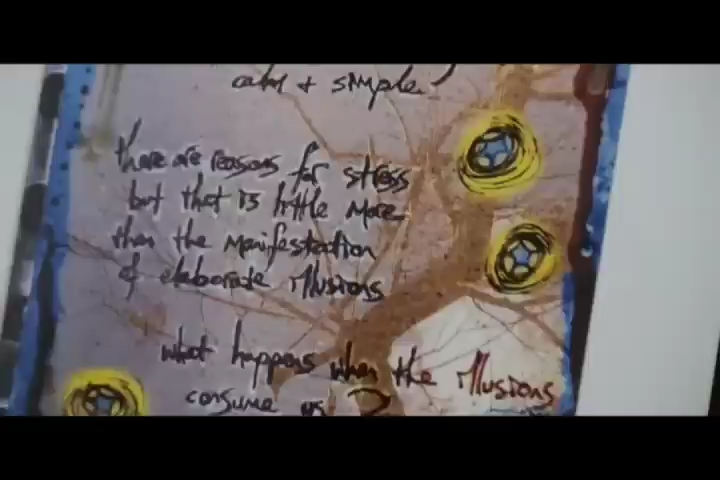 calm + simple
there are reasons for stress
but that is little more
then the manifestation
of elaborate illusions
what happens when the illusions
consume us?